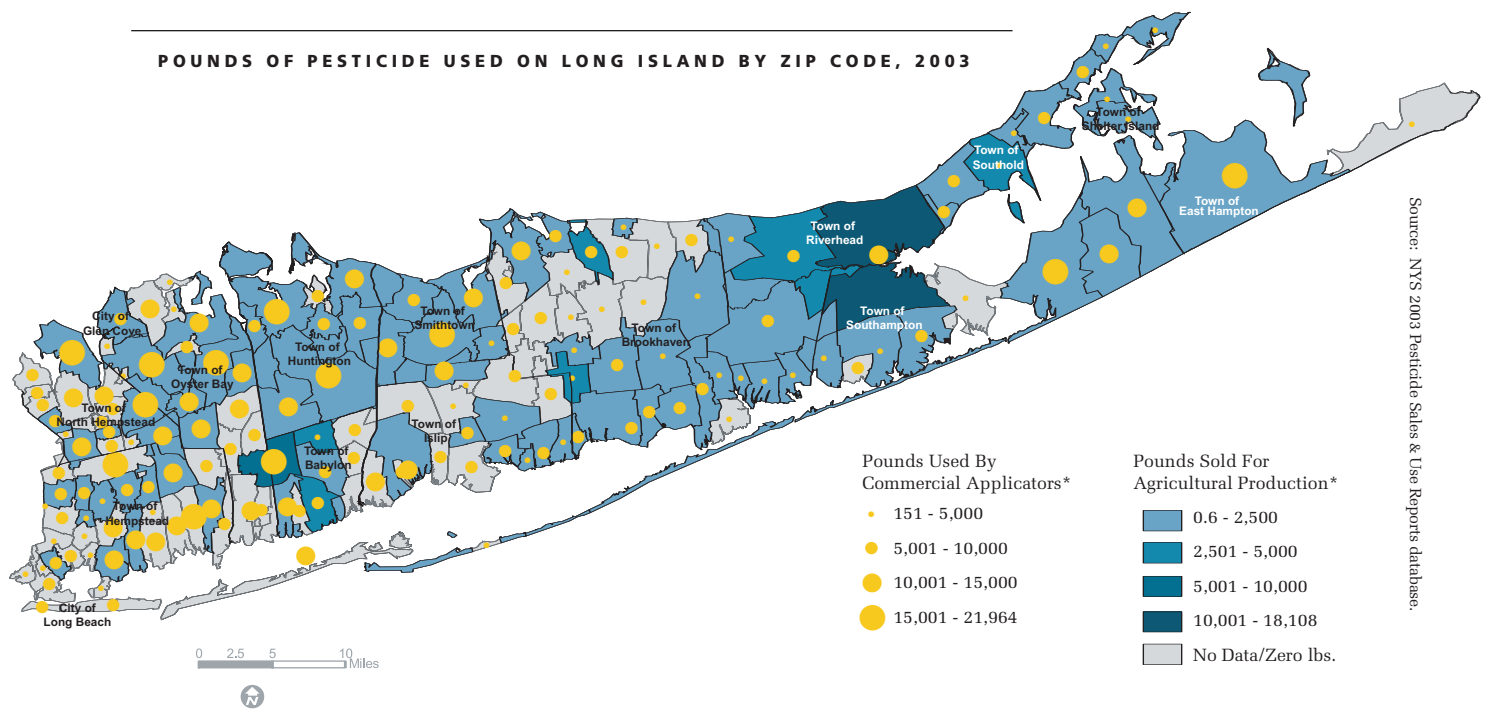 POUNDS OF PESTICIDE USED ON LONG ISLAND BY ZIP CODE, 2003
Town of
Shelter Island
Town of
Southold
Town of
East Hampton
Town of
Riverhead
Town of
Southampton
Town of
Brookhaven
Town of
Smithtown
Town of
Huntington
City of
Glen Cove
Town of
Oyster Bay
Town of
North Hempstead
Town of
Islip
Town of
Babylon
Town of
Hempstead
City of
Long Beach
Pounds Used By
Commercial Applicators*
151 - 5,000
5,001 - 10,000
10,001 - 15,000
15,001 - 21,964
Pounds Sold For
Agricultural Production*
0.6 - 2,500
2,501 - 5,000
5,001 - 10,000
10,001 - 18,108
No Data/Zero lbs.
0 2.5 5 10
Miles
N
Source: NYS 2003 Pesticide Sales & Use Reports database.